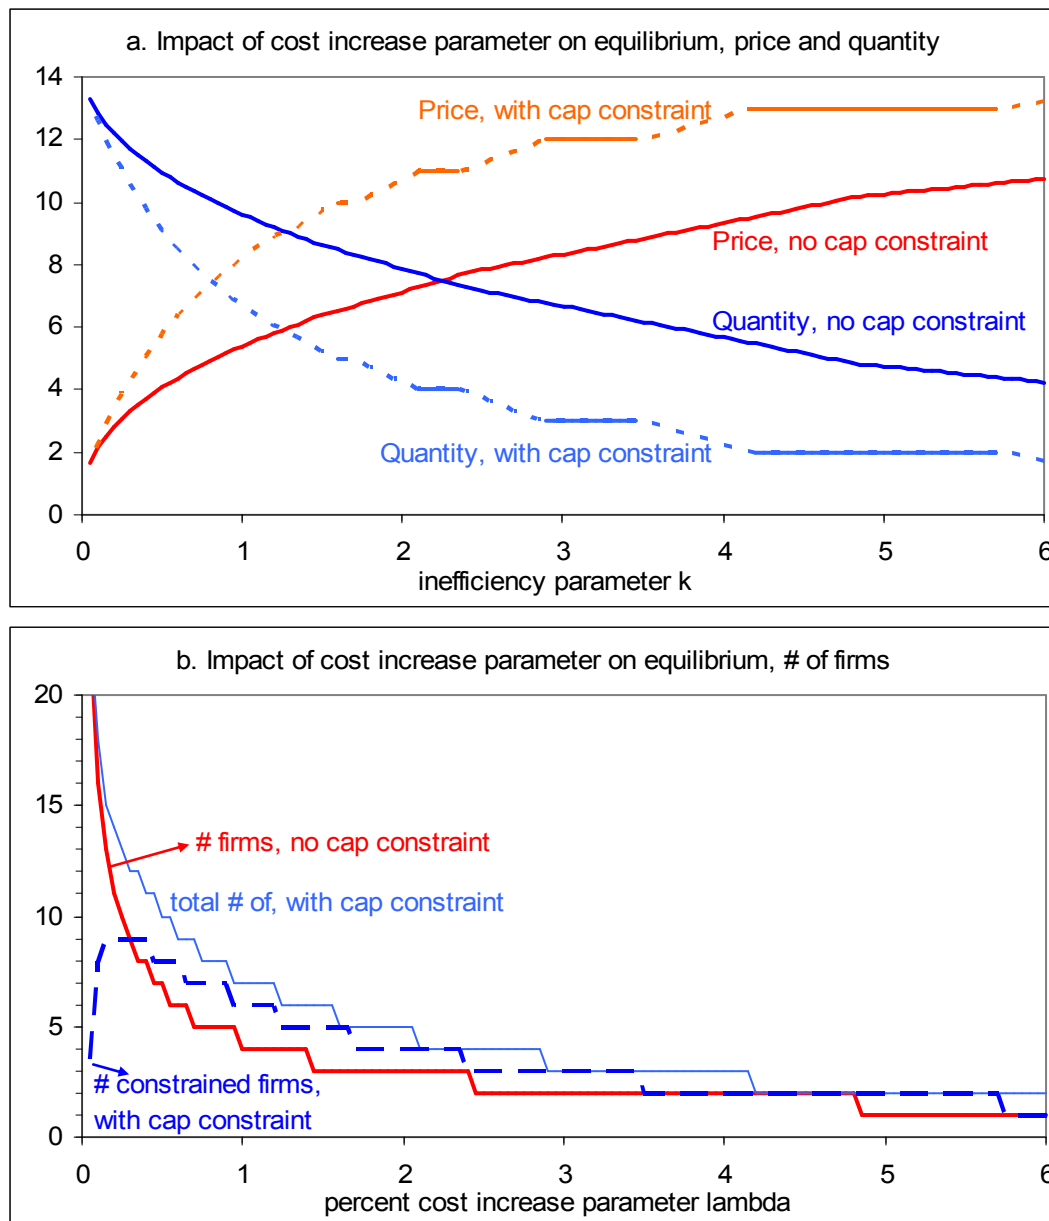 a. Impact of cost increase parameter on equilibrium, price and quantity
14
12
10
8
6
4
2
0
Price, with cap constraint
Price, no cap constraint
Quantity, no cap constraint
Quantity, with cap constraint
0 1 2 3 4 5 6
inefficiency parameter k
b. Impact of cost increase parameter on equilibrium, # of firms
20
15
10
5
0
# firms, no cap constraint
total # of, with cap constraint
# constrained firms,
with cap constraint
0 1 2 3 4 5 6
percent cost increase parameter lambda